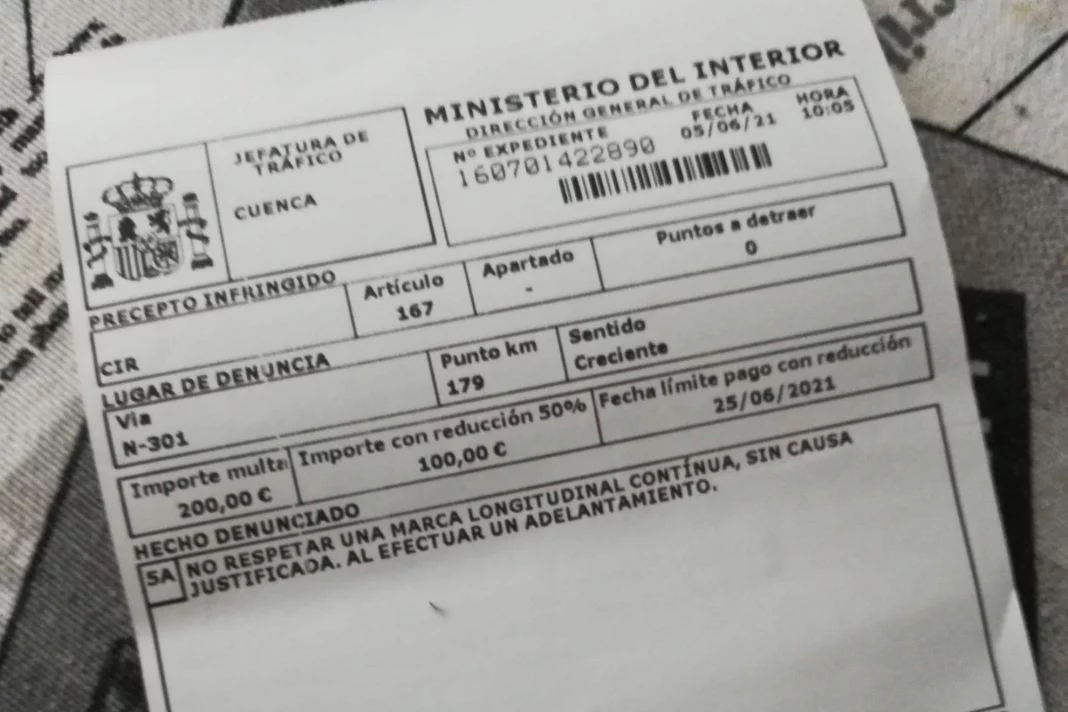 MINISTERIO DEL INTERIOR
DIRECCIÓN GENERAL DE TRÁFICO
JEFATURA DE
TRÁFICO
CUENCA
Nº EXPEDIENTE
160701422890
FECHA
05/06/21
HORA
10:05
PRECEPTO INFRINGIDO
CIR
Artículo
167
Apartado
-
Puntos a detraer
0
LUGAR DE DENUNCIA
Via
N-301
Punto km
179
Sentido
Creciente
Importe multa
200,00 €
Importe con reducción 50%
100,00 €
Fecha límite pago con reducción
25/06/2021
HECHO DENUNCIADO
5A
NO RESPETAR UNA MARCA LONGITUDINAL CONTÍNUA, SIN CAUSA
JUSTIFICADA. AL EFECTUAR UN ADELANTAMIENTO.